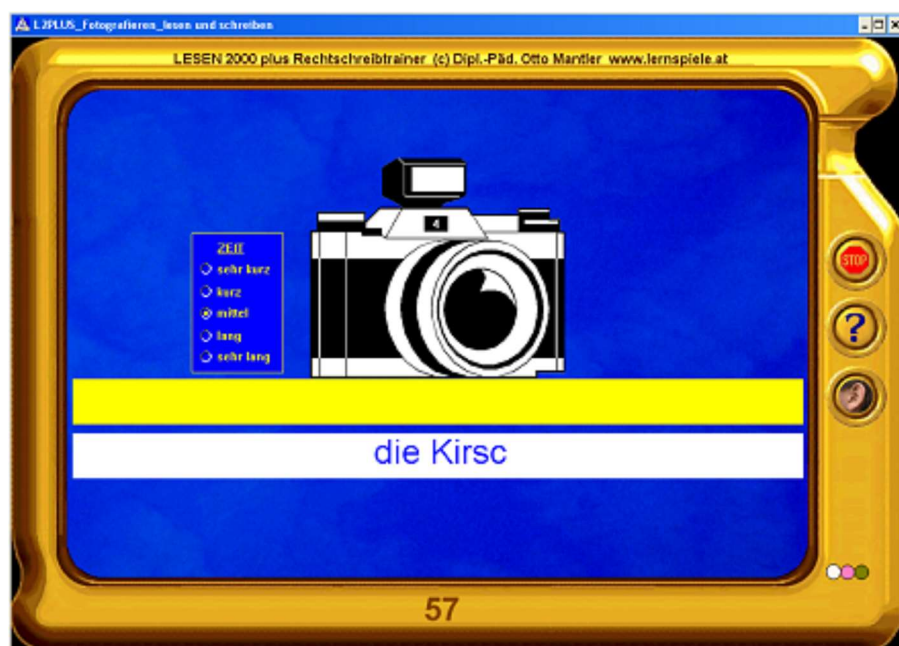 L2PLUS_Fotografieren_lesen und schreiben
LESEN 2000 plus Rechtschreibtrainer (c) Dipl.-Päd. Otto Mantler www.lernspiele.at
4
ZEIT
sehr kurz
kurz
mittel
lang
sehr lang
STOP
?
die Kirsc
57